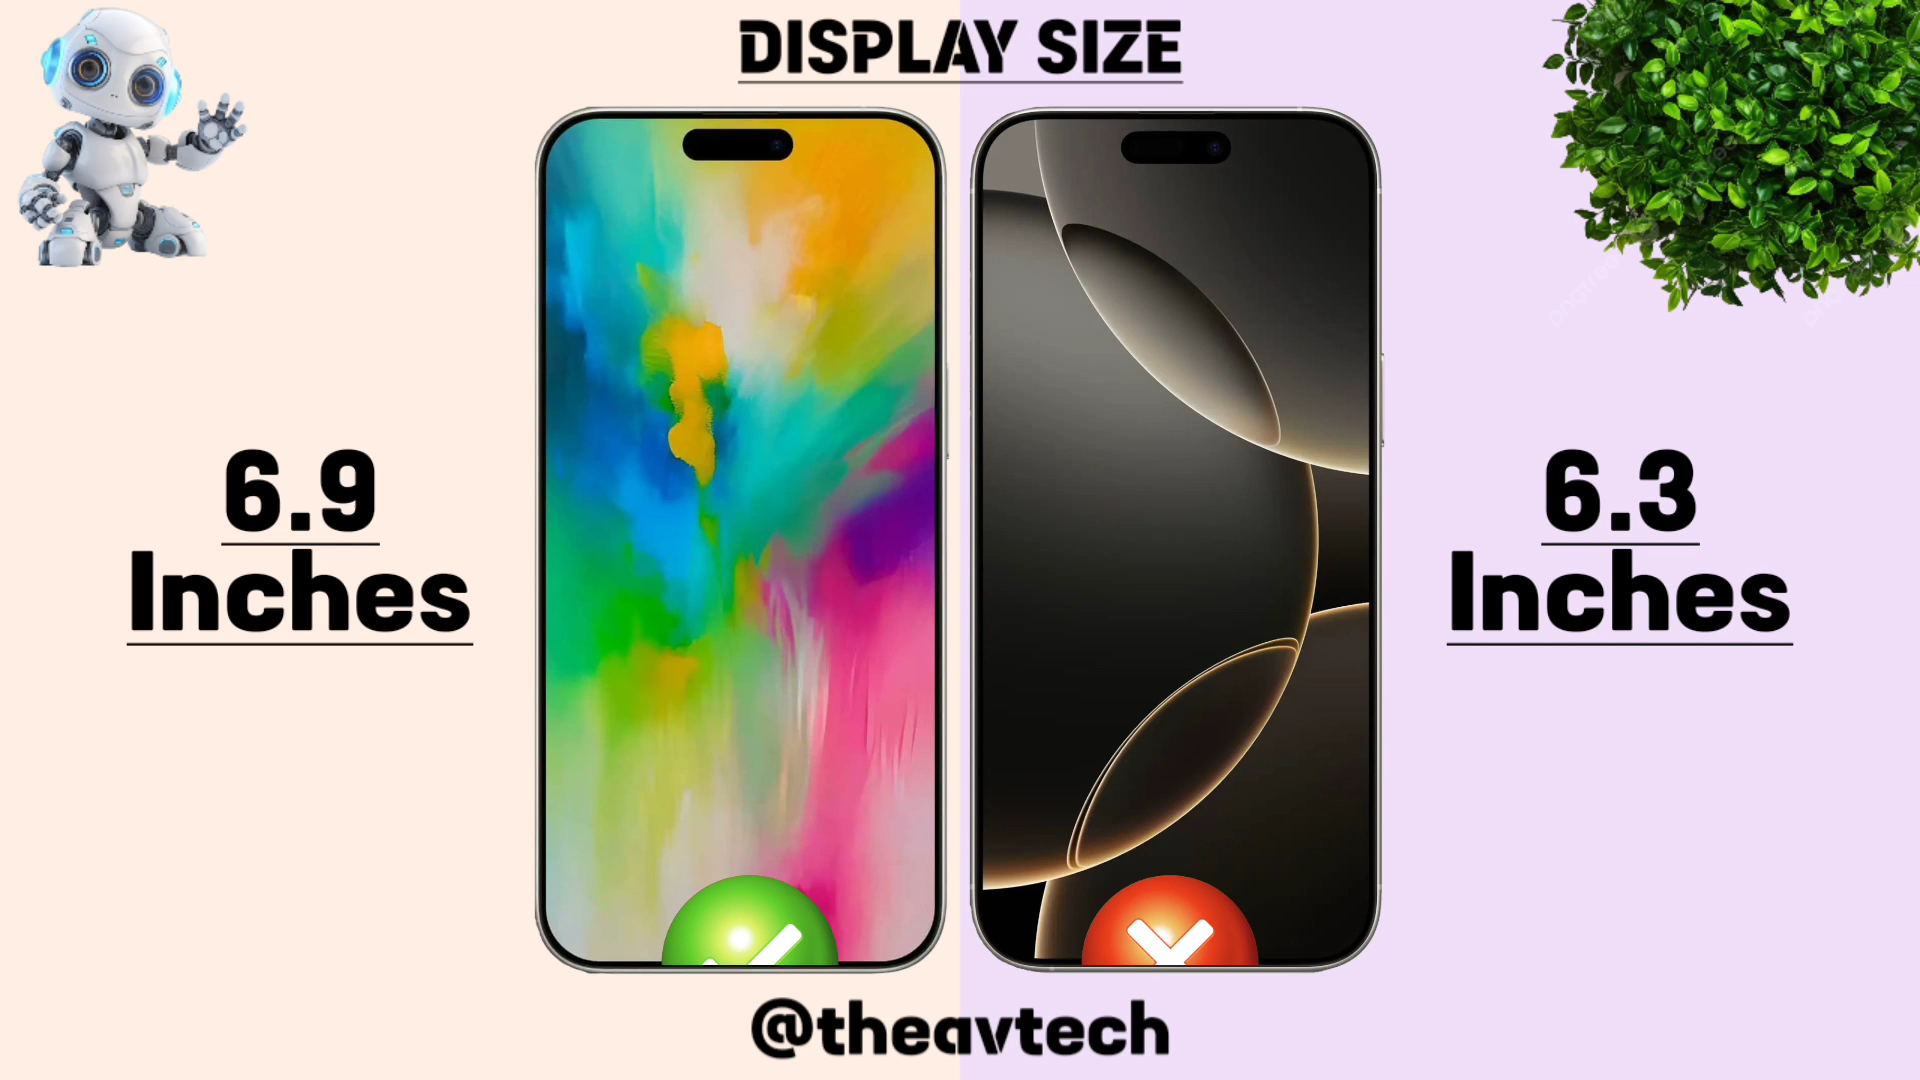 DISPLAY SIZE
6.9
Inches
6.3
Inches
@theavtech